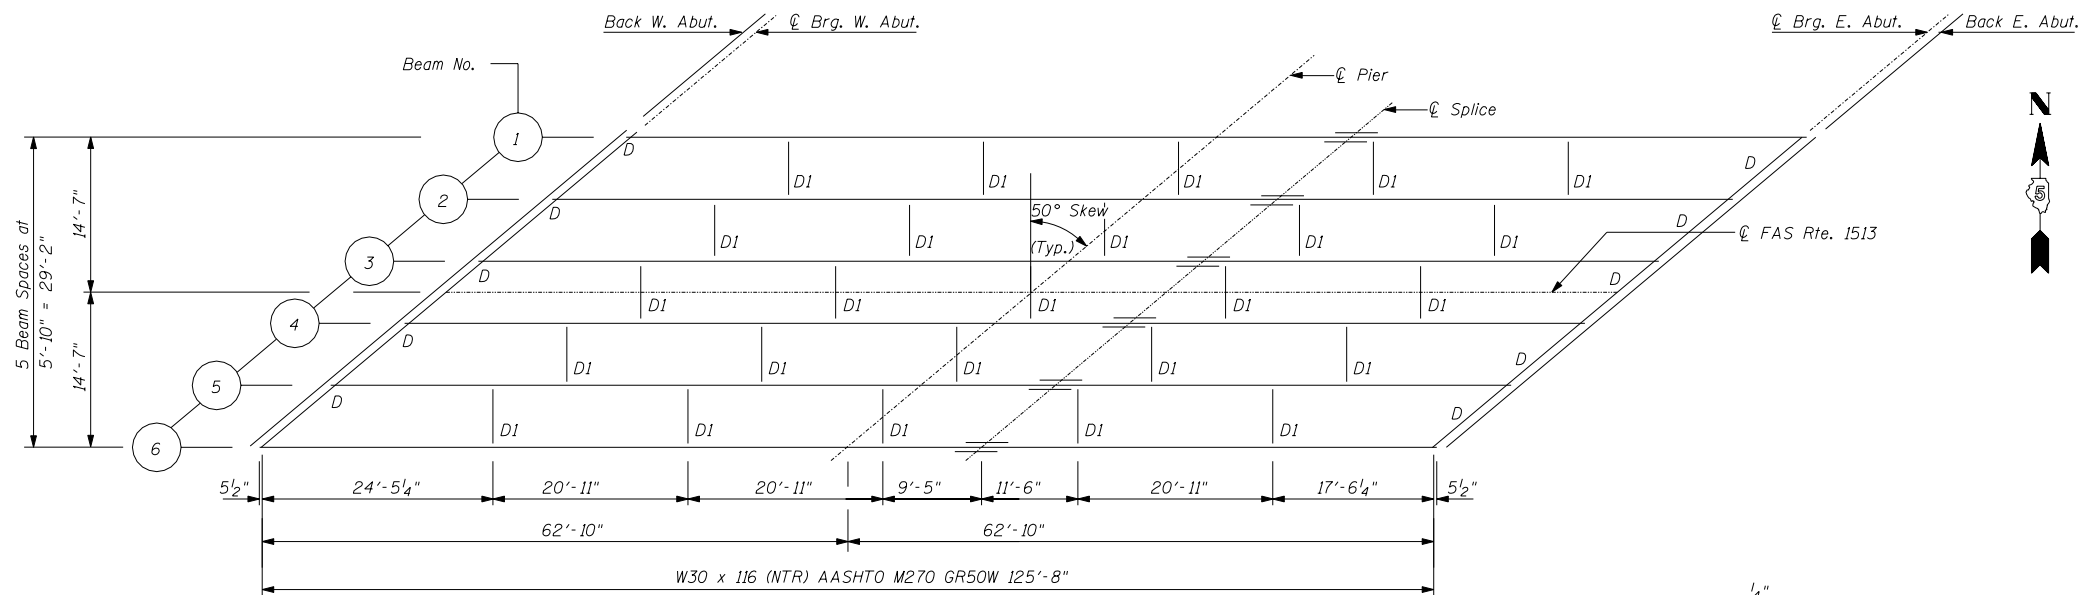 Back W. Abut.
℄ Brg. W. Abut.
℄ Brg. E. Abut.
Back E. Abut.
Beam No.
℄ Pier
℄ Splice
N
5
1
D
D
D1
D1
D1
D1
D1
2
D
D
50° Skew
(Typ.)
D1
D1
D1
D1
D1
℄ FAS Rte. 1513
3
D
D
D1
D1
D1
D1
D1
4
D
D
D1
D1
D1
D1
D1
5
D
D
D1
D1
D1
D1
D1
6
5 Beam Spaces at
5'-10" = 29'-2"
14'-7"
14'-7"
5½" 24'-5¼" 20'-11" 20'-11" 9'-5" 11'-6" 20'-11" 17'-6¼" 5½"
62'-10" 62'-10"
W30 x 116 (NTR) AASHTO M270 GR50W 125'-8"